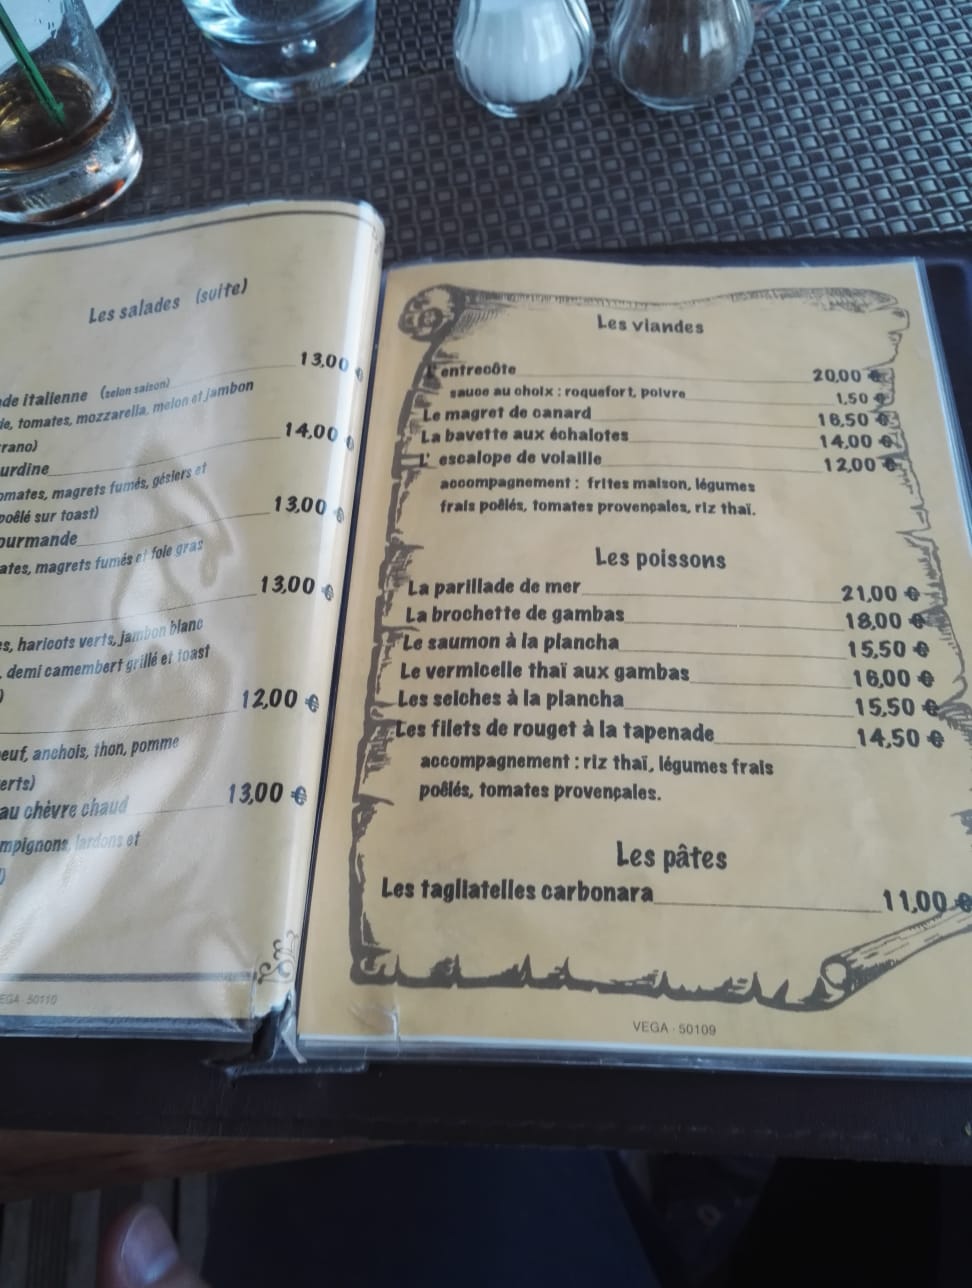 Les salades (suite)
13,00 €
de italienne (selon saison)
tomates, mozzarella, melon et jambon
rano)
14,00 €
urdine
omates, magrets fumés, gésiers et
poêlé sur toast)
13,00 €
ourmande
ates, magrets fumés et foie gras
13,00 €
s, haricots verts, jambon blanc
, demi camembert grillé et toast
)
12,00 €
oeuf, anchois, thon, pomme
erts)
au chèvre chaud 13,00 €
mpignons, lardons et
)
VEGA - 50110
Les viandes
L'entrecôte 20,00 €
sauce au choix : roquefort, poivre 1,50 €
Le magret de canard 16,50 €
La bavette aux échalotes 14,00 €
L' escalope de volaille 12,00 €
accompagnement : frites maison, légumes
frais poêlés, tomates provençales, riz thaï.
Les poissons
La parillade de mer 21,00 €
La brochette de gambas 18,00 €
Le saumon à la plancha 15,50 €
Le vermicelle thaï aux gambas 16,00 €
Les seiches à la plancha 15,50 €
Les filets de rouget à la tapenade 14,50 €
accompagnement : riz thaï, légumes frais
poêlés, tomates provençales.
Les pâtes
Les tagliatelles carbonara 11,00 €
VEGA - 50109